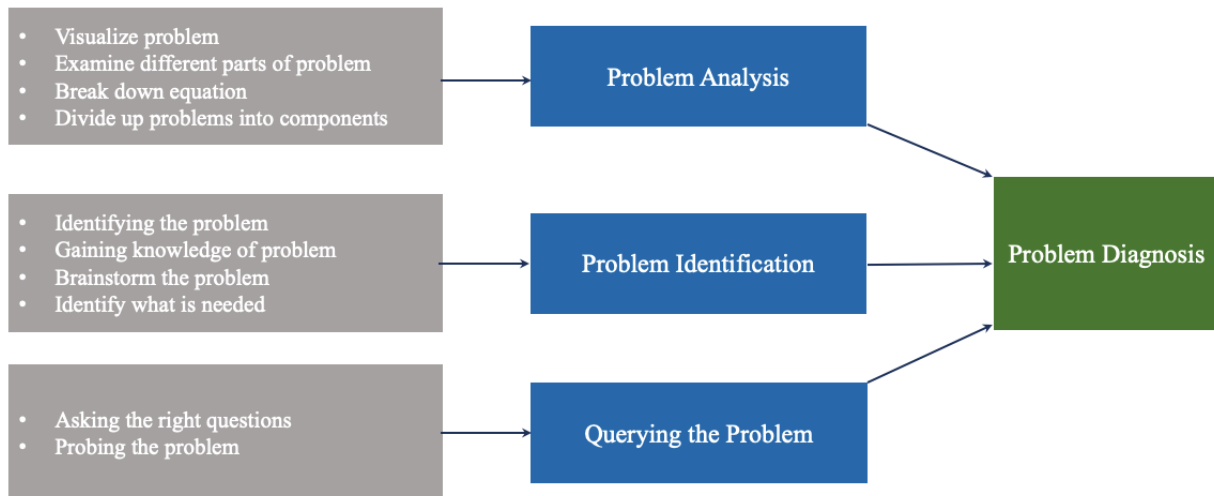 • Visualize problem
• Examine different parts of problem
• Break down equation
• Divide up problems into components
Problem Analysis
• Identifying the problem
• Gaining knowledge of problem
• Brainstorm the problem
• Identify what is needed
Problem Identification
Problem Diagnosis
• Asking the right questions
• Probing the problem
Querying the Problem